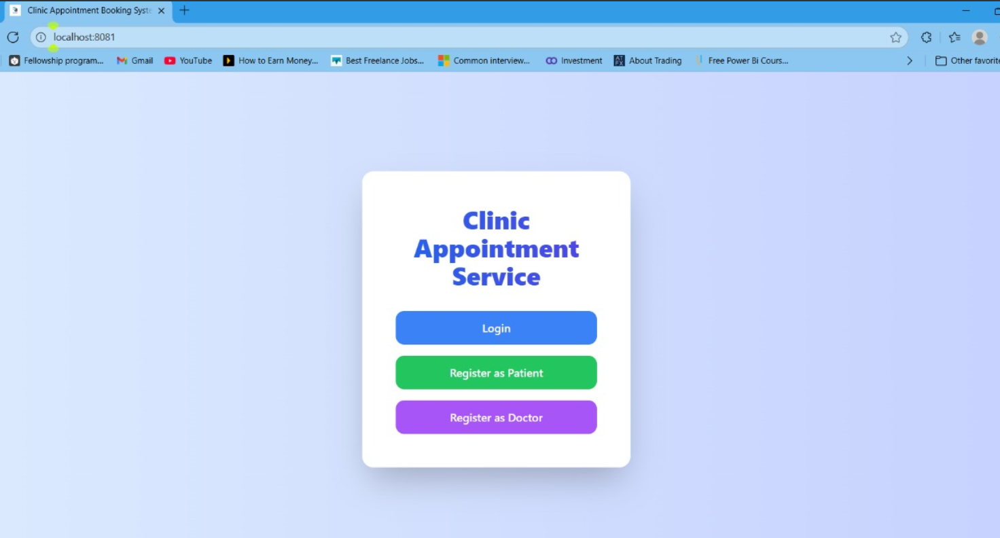 Clinic Appointment Booking Syste
localhost:8081
Fellowship program... Gmail YouTube How to Earn Money... Best Freelance Jobs... Common interview... Investment About Trading Free Power Bi Cours... Other favorite
Clinic
Appointment
Service
Login
Register as Patient
Register as Doctor